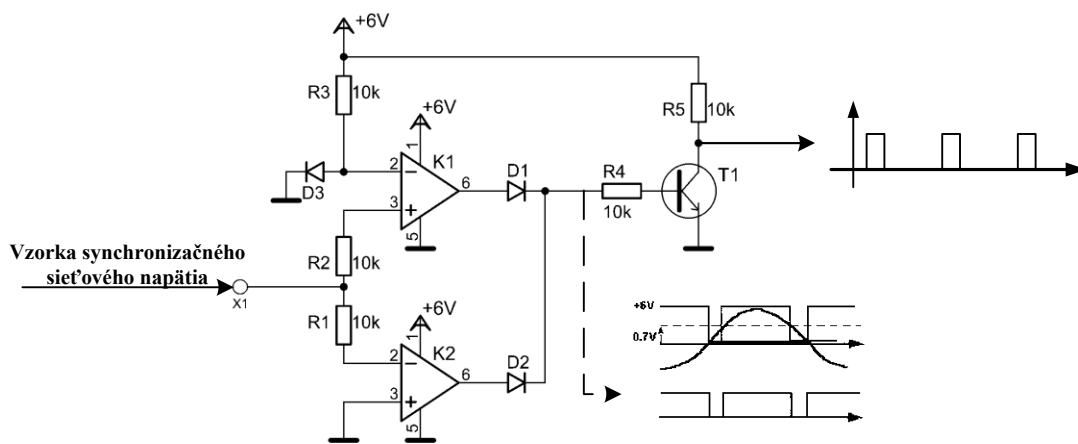 +6V
R3
10k
+6V
1
K1
2
D3
3
5
6
D1
R4
10k
R5
10k
T1
Vzorka synchronizačného
sieťového napätia
X1
R2
10k
R1
10k
+6V
1
K2
2
3
5
6
D2
+6V
0.7V